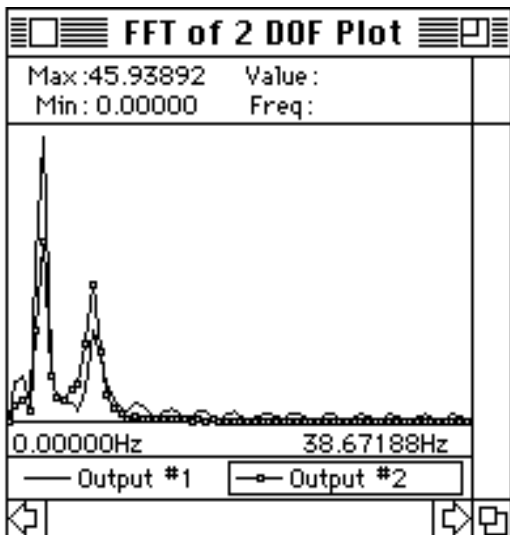 FFT of 2 DOF Plot
Max:45.93892 Value:
Min: 0.00000 Freq:
0.00000Hz 38.67188Hz
Output #1 Output #2